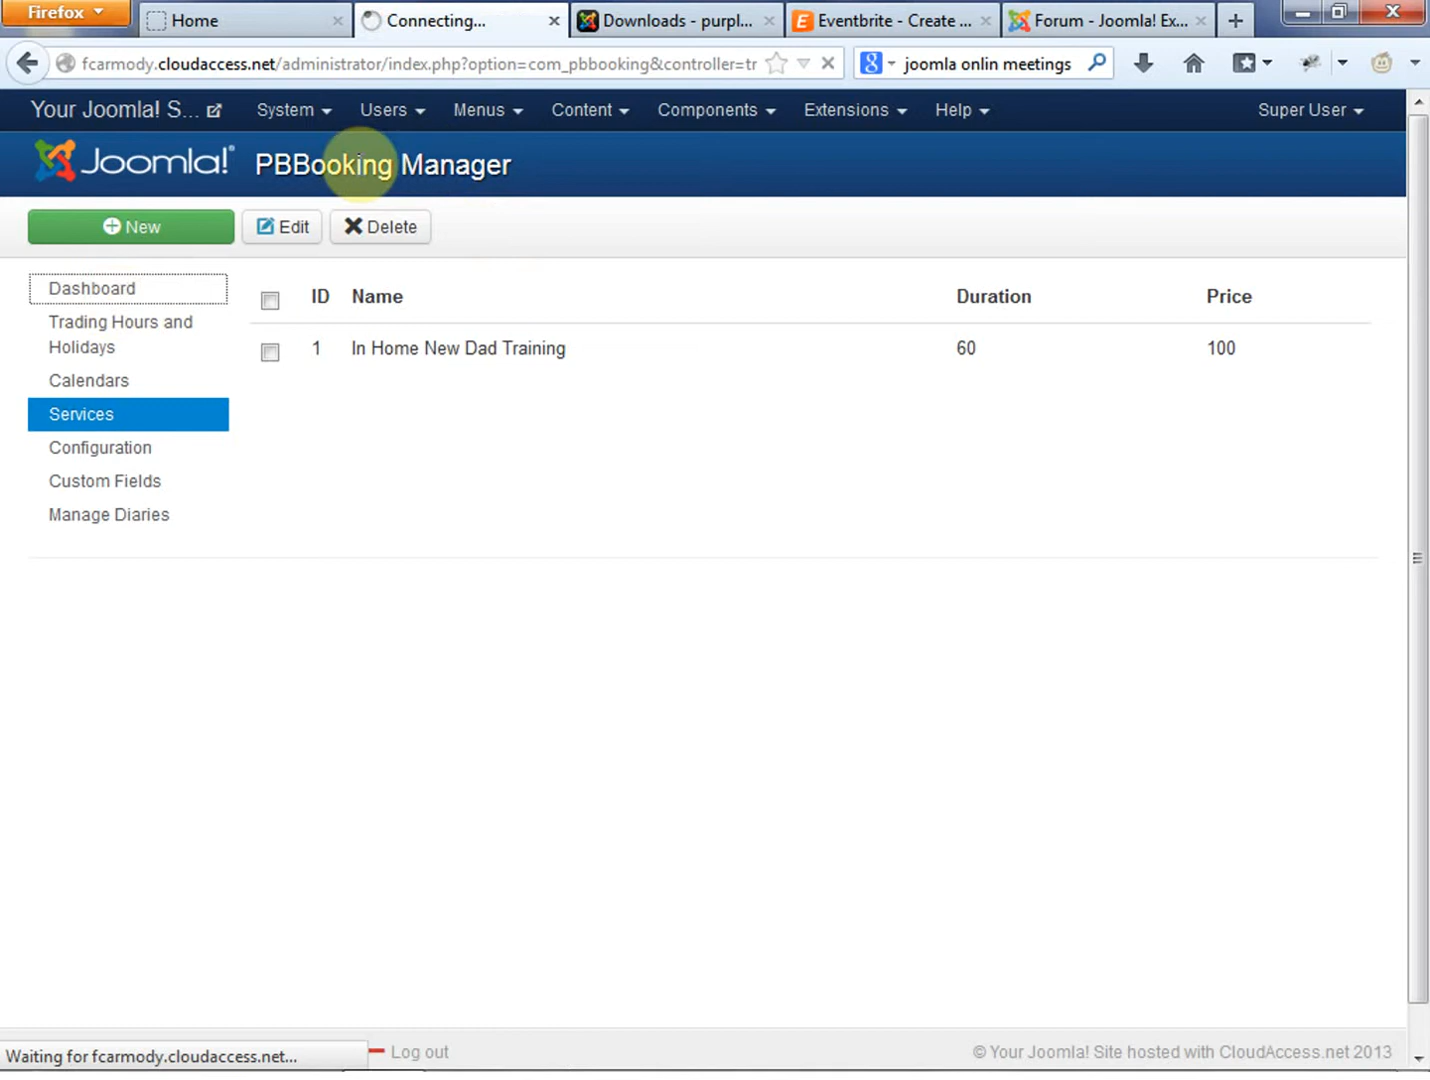 Firefox
Home
Connecting...
Downloads - purpl...
Eventbrite - Create ...
Forum - Joomla! Ex...
fcarmody.cloudaccess.net/administrator/index.php?option=com_pbbooking&controller=tr
joomla onlin meetings
Your Joomla! S...
System
Users
Menus
Content
Components
Extensions
Help
Super User
Joomla!
PBBooking Manager
New
Edit
Delete
Dashboard
Trading Hours and
Holidays
Calendars
Services
Configuration
Custom Fields
Manage Diaries
ID Name Duration Price
1 In Home New Dad Training 60 100
Waiting for fcarmody.cloudaccess.net...
Log out
© Your Joomla! Site hosted with CloudAccess.net 2013